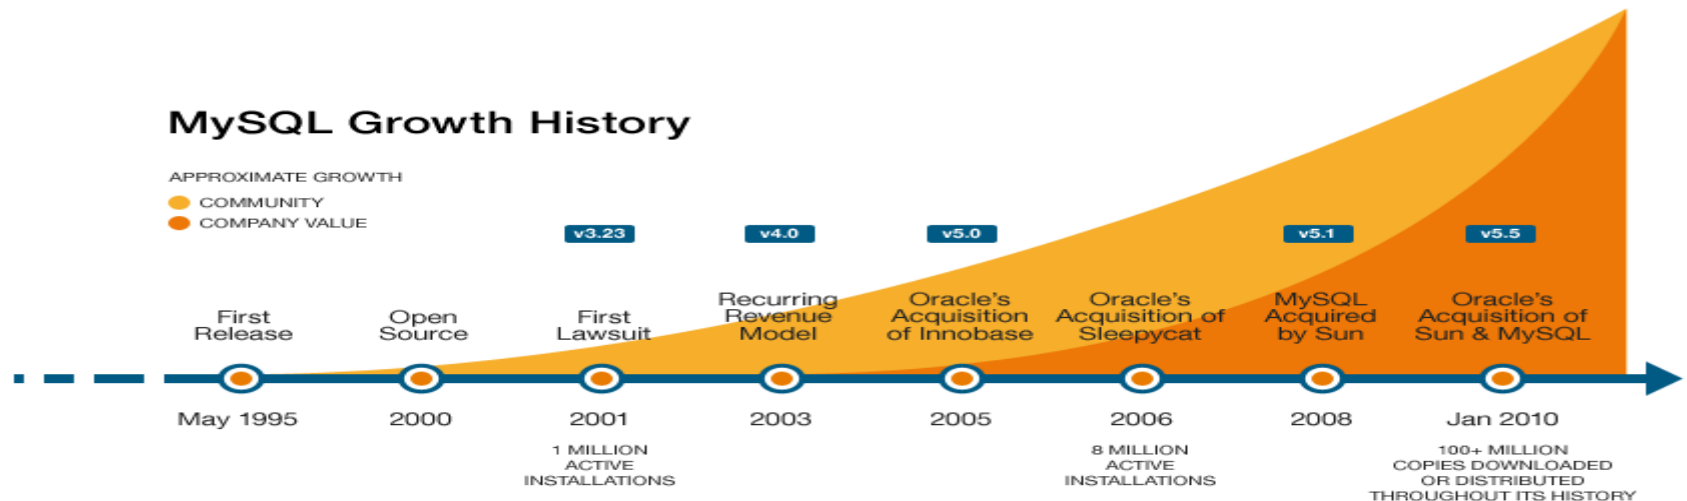 MySQL Growth History
APPROXIMATE GROWTH
COMMUNITY
COMPANY VALUE
v3.23
v4.0
v5.0
v5.1
v5.5
First
Release
Open
Source
First
Lawsuit
Recurring
Revenue
Model
Oracle's
Acquisition
of Innobase
Oracle's
Acquisition of
Sleepycat
MySQL
Acquired
by Sun
Oracle's
Acquisition of
Sun & MySQL
May 1995
2000
2001
2003
2005
2006
2008
Jan 2010
1 MILLION
ACTIVE
INSTALLATIONS
8 MILLION
ACTIVE
INSTALLATIONS
100+ MILLION
COPIES DOWNLOADED
OR DISTRIBUTED
THROUGHOUT ITS HISTORY